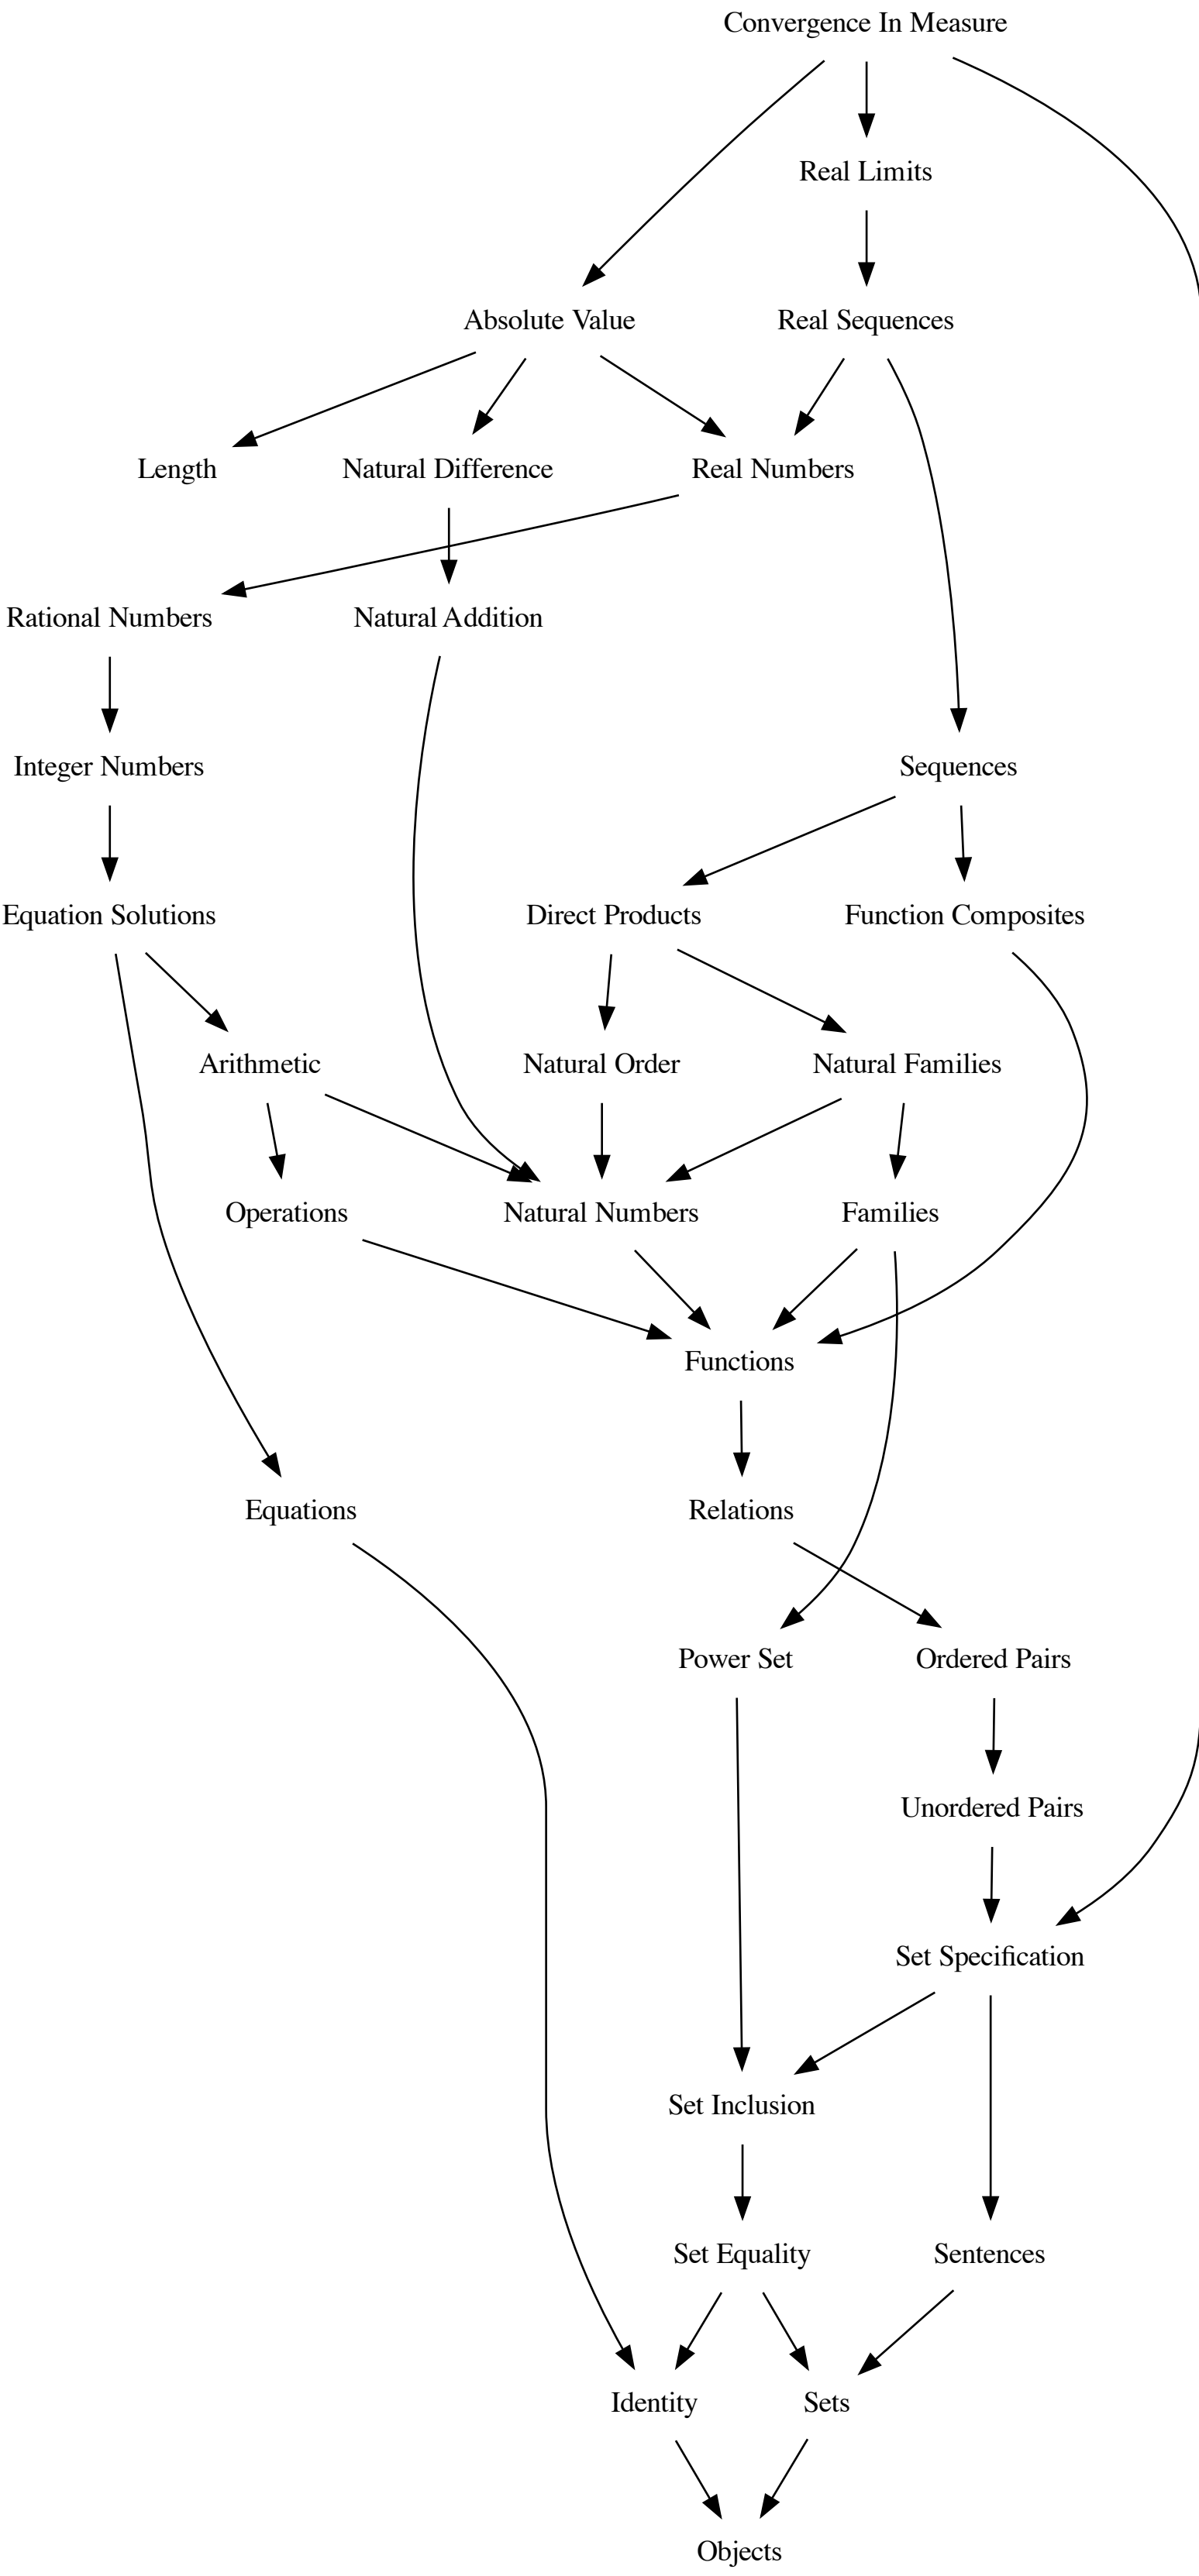 Convergence In Measure
Real Limits
Absolute Value
Real Sequences
Length
Natural Difference
Real Numbers
Rational Numbers
Natural Addition
Integer Numbers
Sequences
Equation Solutions
Direct Products
Function Composites
Arithmetic
Natural Order
Natural Families
Operations
Natural Numbers
Families
Functions
Equations
Relations
Power Set
Ordered Pairs
Unordered Pairs
Set Specification
Set Inclusion
Set Equality
Sentences
Identity
Sets
Objects